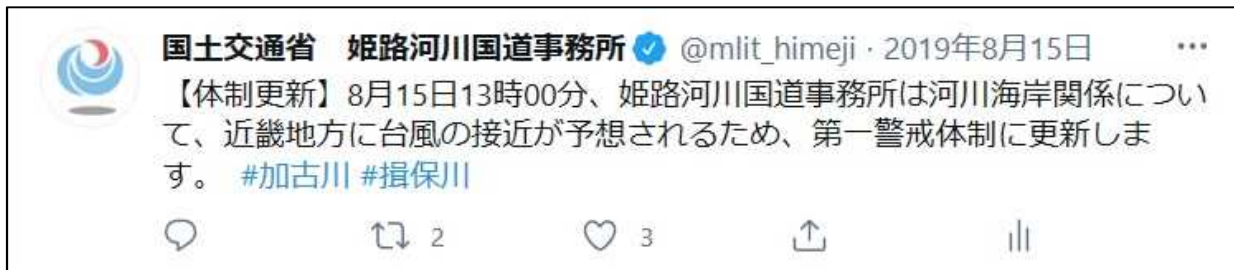 国土交通省　姫路河川国道事務所 @mlit_himeji · 2019年8月15日 ···
【体制更新】8月15日13時00分、姫路河川国道事務所は河川海岸関係につい
て、近畿地方に台風の接近が予想されるため、第一警戒体制に更新しま
す。 #加古川 #揖保川
2 3